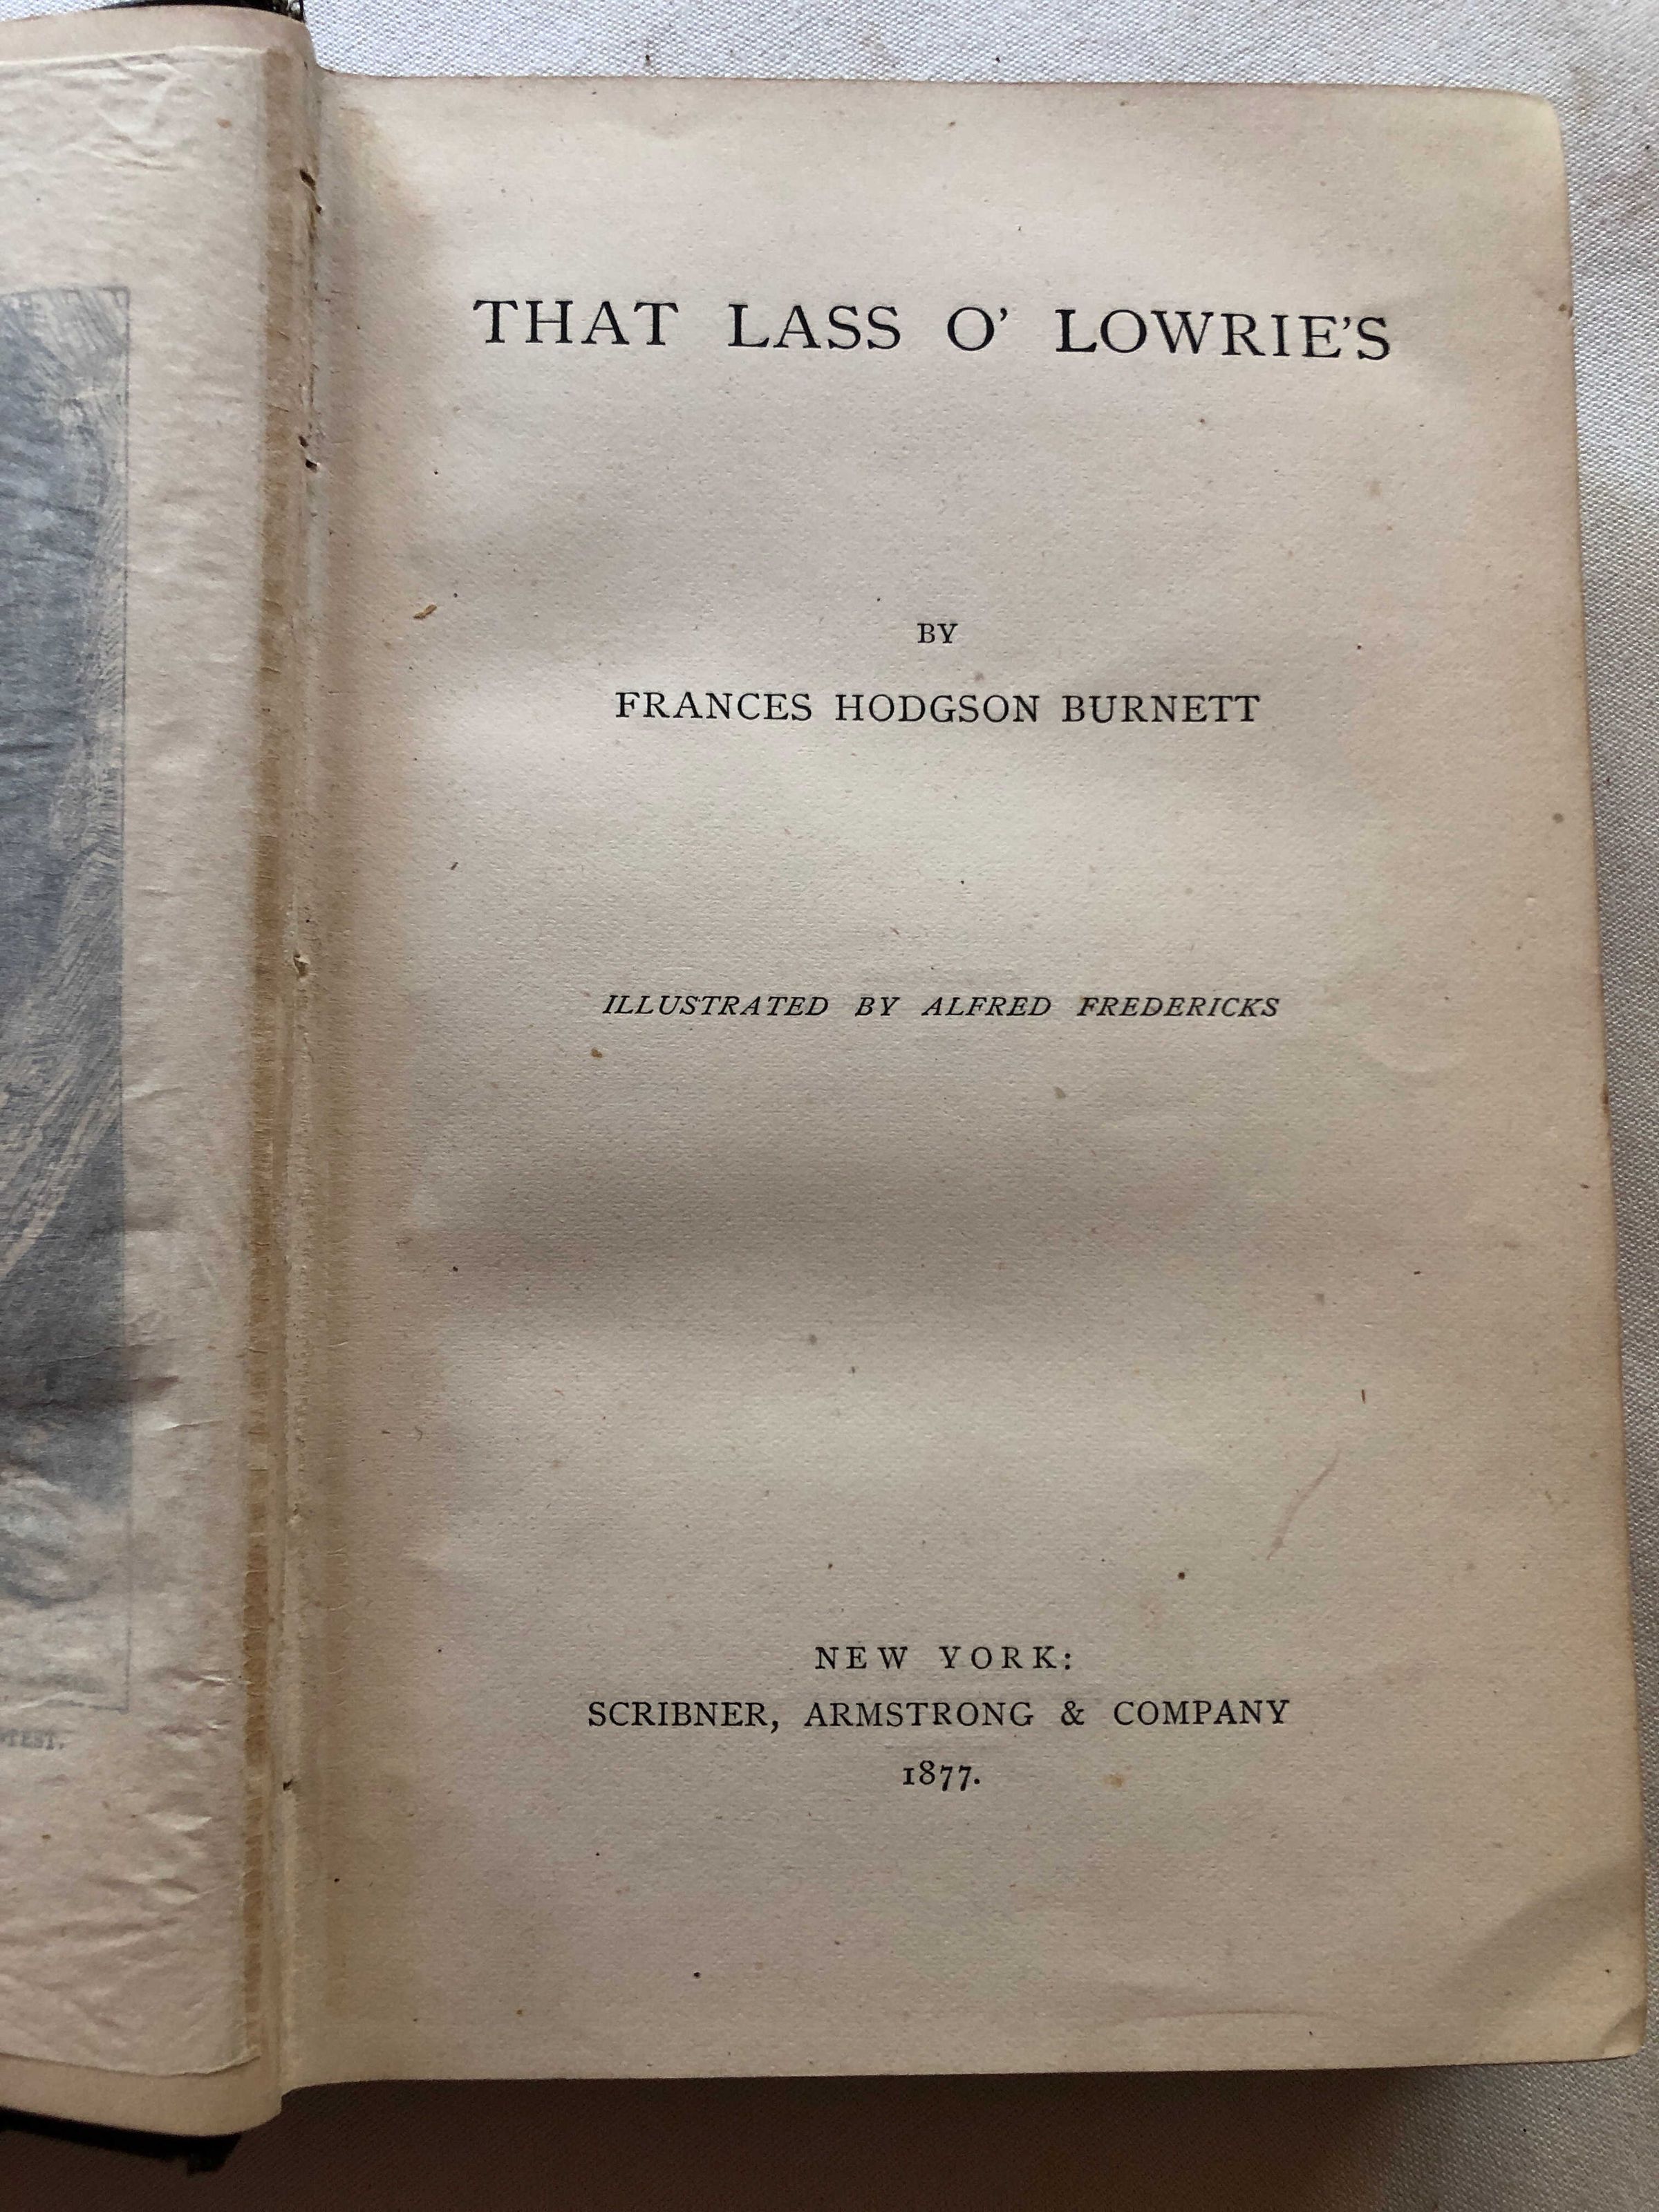 THAT LASS O' LOWRIE'S
BY
FRANCES HODGSON BURNETT
ILLUSTRATED BY ALFRED FREDERICKS
NEW YORK:
SCRIBNER, ARMSTRONG & COMPANY
1877.